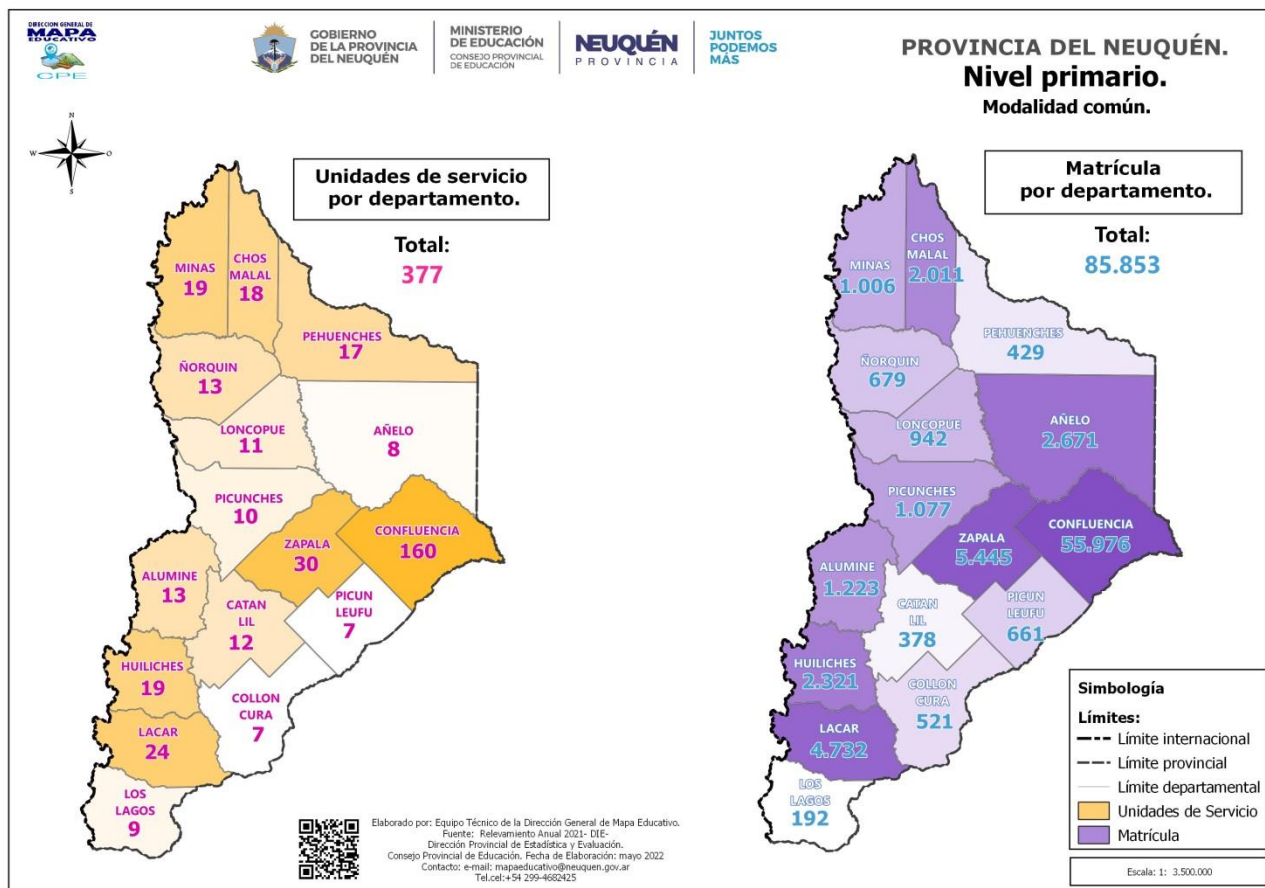 DIRECCION GENERAL DE
MAPA
EDUCATIVO
CPE
GOBIERNO
DE LA PROVINCIA
DEL NEUQUÉN
MINISTERIO
DE EDUCACIÓN
CONSEJO PROVINCIAL
DE EDUCACIÓN
NEUQUÉN
PROVINCIA
JUNTOS
PODEMOS
MÁS
PROVINCIA DEL NEUQUÉN.
Nivel primario.
Modalidad común.
N
W
O
S
Unidades de servicio
por departamento.
Total:
377
MINAS
19
CHOS
MALAL
18
PEHUENCHES
17
ÑORQUIN
13
LONCOPUE
11
AÑELO
8
PICUNCHES
10
ZAPALA
30
CONFLUENCIA
160
ALUMINE
13
CATAN
LIL
12
PICUN
LEUFU
7
HUILICHES
19
COLLON
CURA
7
LACAR
24
LOS
LAGOS
9
Matrícula
por departamento.
Total:
85.853
MINAS
1.006
CHOS
MALAL
2.011
PEHUENCHES
429
ÑORQUIN
679
LONCOPUE
942
AÑELO
2.671
PICUNCHES
1.077
ZAPALA
5.445
CONFLUENCIA
55.976
ALUMINE
1.223
CATAN
LIL
378
PICUN
LEUFU
661
HUILICHES
2.321
COLLON
CURA
521
LACAR
4.732
LOS
LAGOS
192
Simbología
Límites:
Límite internacional
Límite provincial
Límite departamental
Unidades de Servicio
Matrícula
Escala: 1: 3.500.000
Elaborado por: Equipo Técnico de la Dirección General de Mapa Educativo.
Fuente: Relevamiento Anual 2021- DIE-
Dirección Provincial de Estadística y Evaluación.
Consejo Provincial de Educación. Fecha de Elaboración: mayo 2022
Contacto: e-mail: mapaeducativo@neuquen.gov.ar
Tel.cel:+54 299-4682425